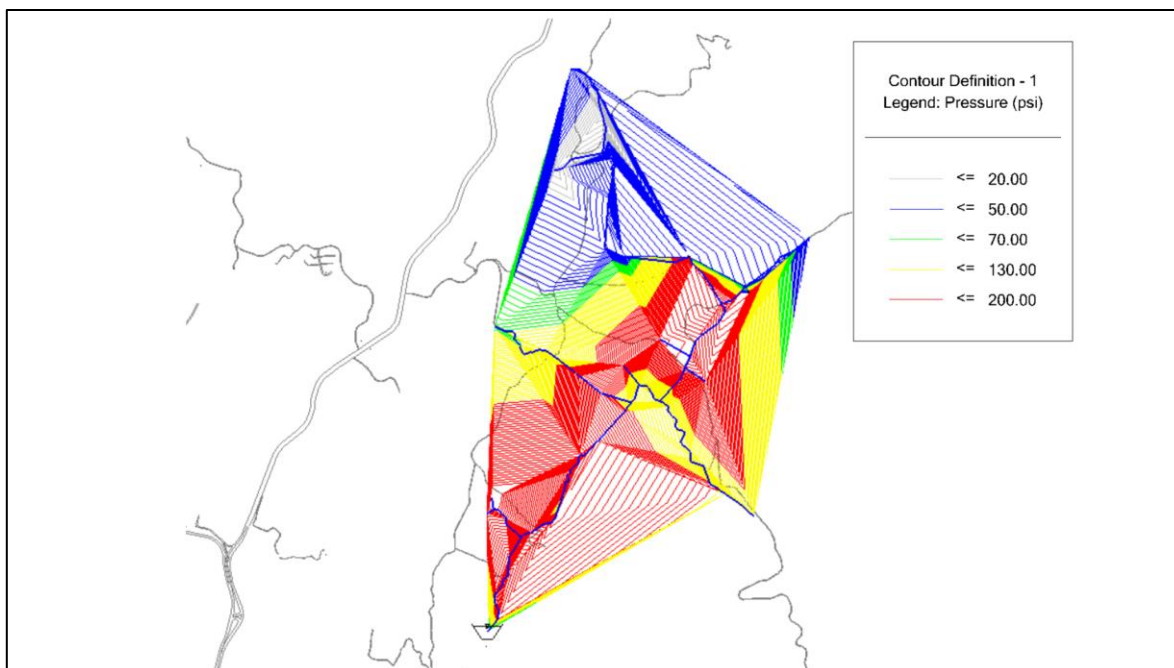 Contour Definition - 1
Legend: Pressure (psi)
<= 20.00
<= 50.00
<= 70.00
<= 130.00
<= 200.00